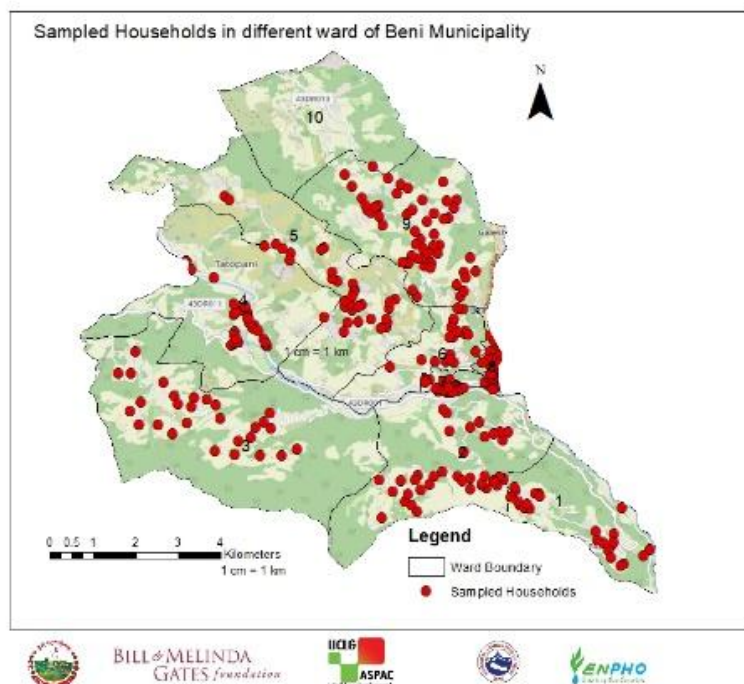 Sampled Households in different ward of Beni Municipality
N
10
9
5
Tatopani
4
1 cm = 1 km
6
3
2
1
0 0.5 1 2 3 4
Kilometers
1 cm = 1 km
Legend
Ward Boundary
Sampled Households
BILL & MELINDA
GATES foundation
UCLG
ASPAC
ENPHO